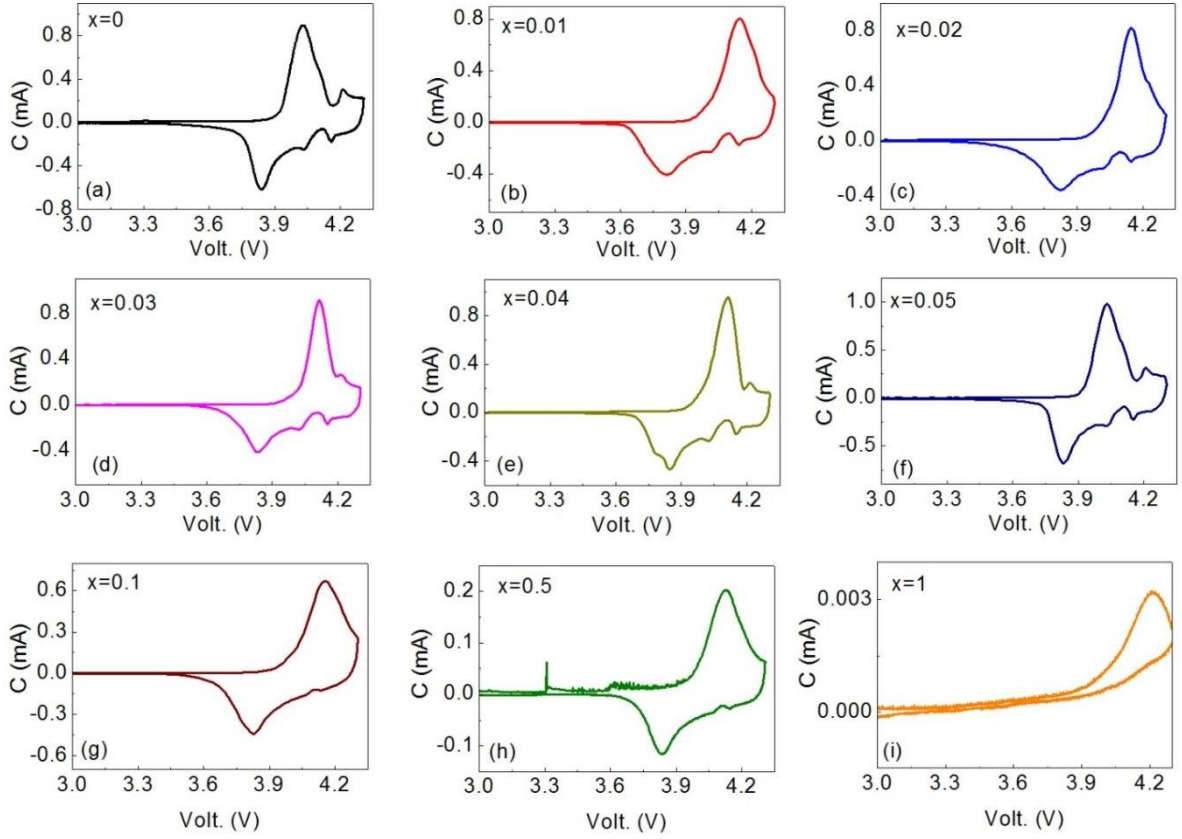 x=0
0.8
0.4
0.0
-0.4
-0.8
C (mA)
(a)
3.0 3.3 3.6 3.9 4.2
Volt. (V)
x=0.01
0.8
0.4
0.0
-0.4
-0.8
C (mA)
(b)
3.0 3.3 3.6 3.9 4.2
Volt. (V)
x=0.02
0.8
0.4
0.0
-0.4
C (mA)
(c)
3.0 3.3 3.6 3.9 4.2
Volt. (V)
x=0.03
0.8
0.4
0.0
-0.4
C (mA)
(d)
3.0 3.3 3.6 3.9 4.2
Volt. (V)
x=0.04
0.8
0.4
0.0
-0.4
C (mA)
(e)
3.0 3.3 3.6 3.9 4.2
Volt. (V)
x=0.05
1.0
0.5
0.0
-0.5
C (mA)
(f)
3.0 3.3 3.6 3.9 4.2
Volt. (V)
x=0.1
0.6
0.3
0.0
-0.3
-0.6
C (mA)
(g)
3.0 3.3 3.6 3.9 4.2
Volt. (V)
x=0.5
0.2
0.1
0.0
-0.1
C (mA)
(h)
3.0 3.3 3.6 3.9 4.2
Volt. (V)
x=1
0.003
0.000
C (mA)
(i)
3.0 3.3 3.6 3.9 4.2
Volt. (V)